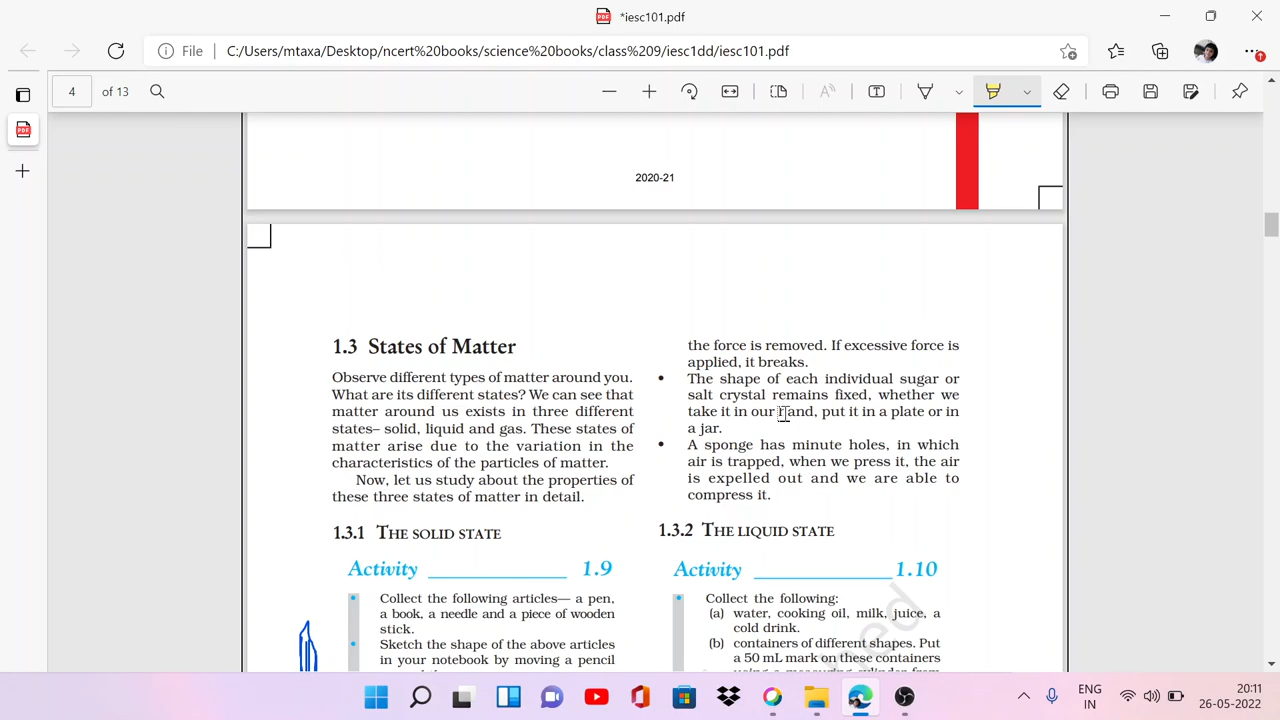 *iesc101.pdf
File
C:/Users/mtaxa/Desktop/ncert%20books/science%20books/class%209/iesc1dd/iesc101.pdf
4 of 13
2020-21
1.3 States of Matter
Observe different types of matter around you.
What are its different states? We can see that
matter around us exists in three different
states– solid, liquid and gas. These states of
matter arise due to the variation in the
characteristics of the particles of matter.
Now, let us study about the properties of
these three states of matter in detail.
1.3.1 THE SOLID STATE
Activity ______________ 1.9
• Collect the following articles— a pen,
a book, a needle and a piece of wooden
stick.
• Sketch the shape of the above articles
in your notebook by moving a pencil
the force is removed. If excessive force is
applied, it breaks.
• The shape of each individual sugar or
salt crystal remains fixed, whether we
take it in our hand, put it in a plate or in
a jar.
• A sponge has minute holes, in which
air is trapped, when we press it, the air
is expelled out and we are able to
compress it.
1.3.2 THE LIQUID STATE
Activity ______________ 1.10
• Collect the following:
(a) water, cooking oil, milk, juice, a
cold drink.
(b) containers of different shapes. Put
a 50 mL mark on these containers
ENG
IN
20:11
26-05-2022